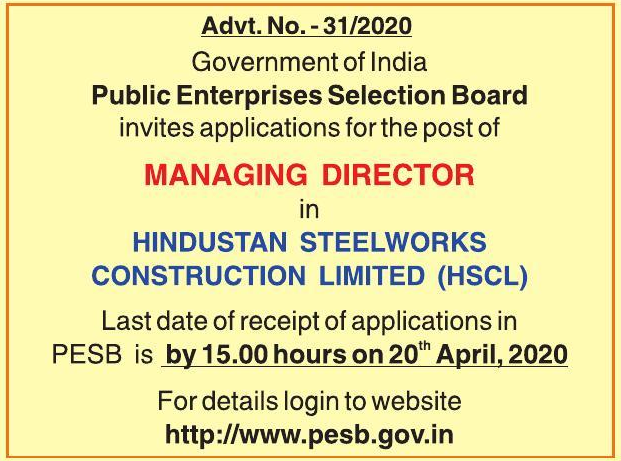 Advt. No. - 31/2020
Government of India
Public Enterprises Selection Board
invites applications for the post of
MANAGING DIRECTOR
in
HINDUSTAN STEELWORKS
CONSTRUCTION LIMITED (HSCL)
Last date of receipt of applications in
PESB is by 15.00 hours on 20th April, 2020
For details login to website
http://www.pesb.gov.in